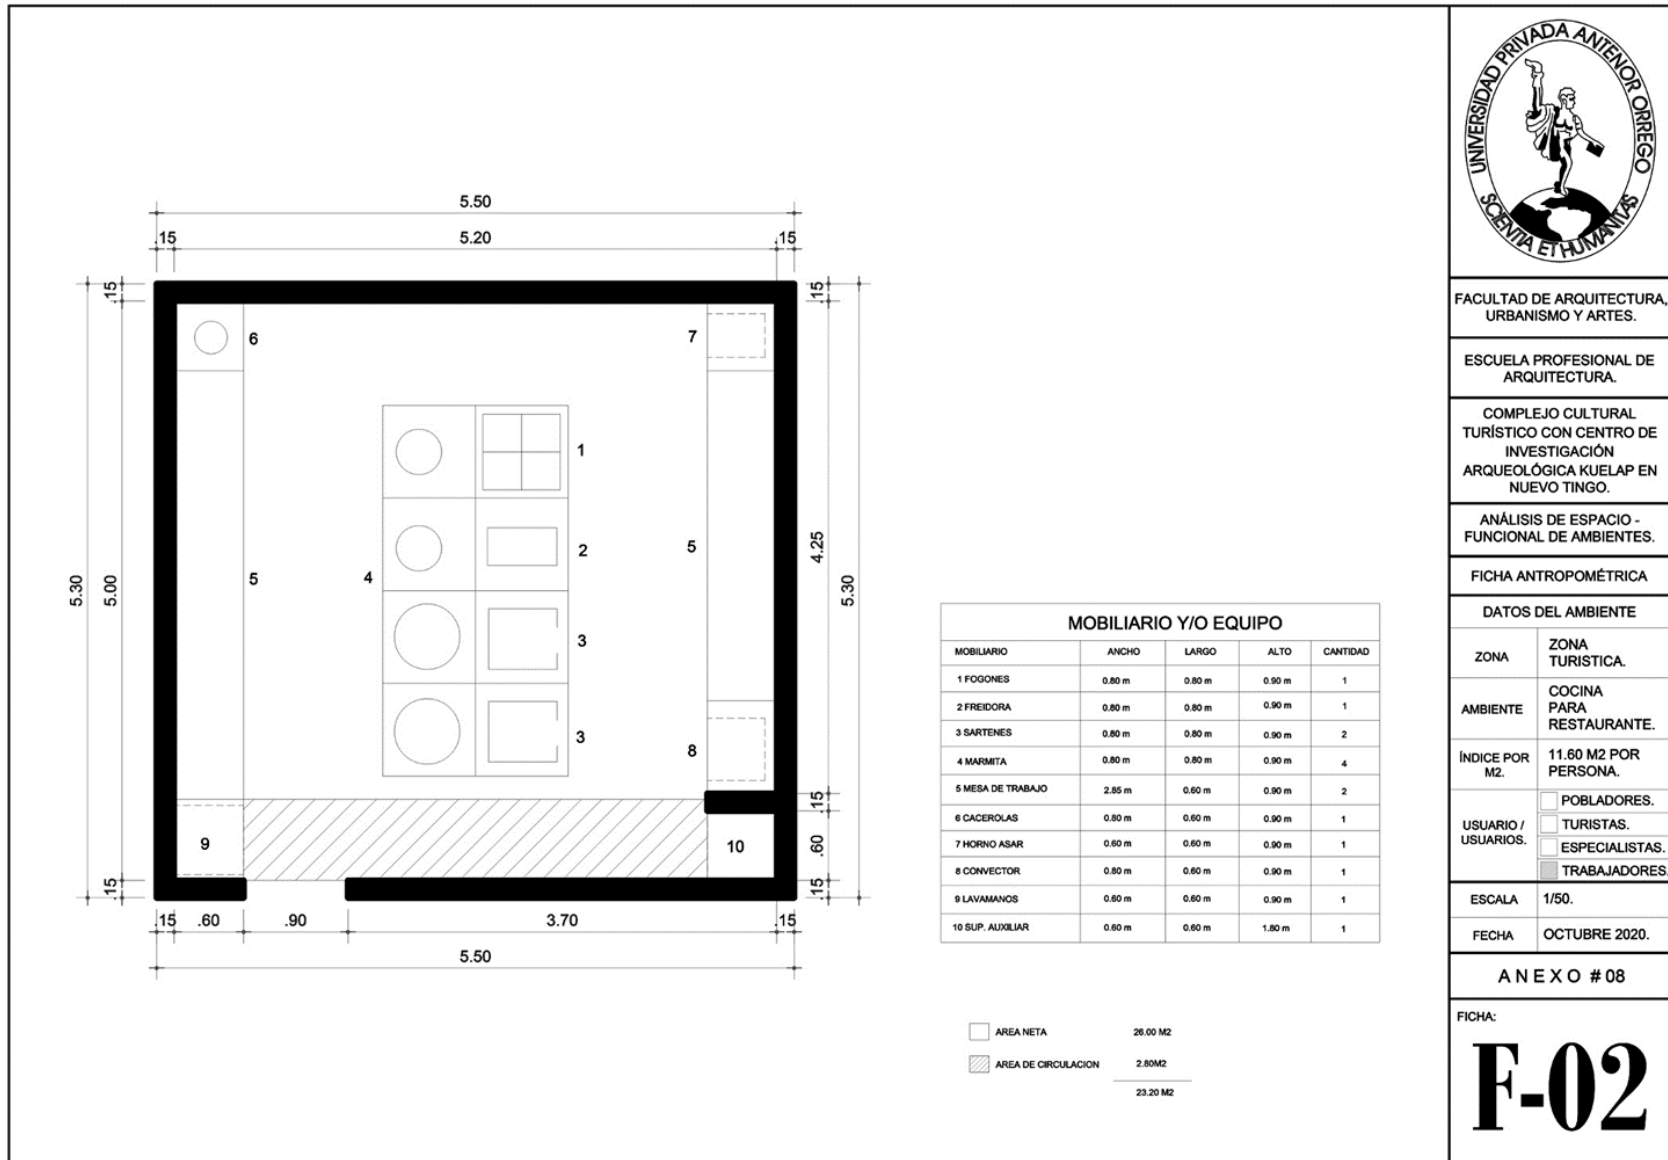 5.50
.15 5.20 .15
.15
5.30
5.00
.15
.15
4.25
5.30
.15
.60
.15
6
7
1
2
5
5
4
3
3
8
9
10
.15 .60 .90 3.70 .15
5.50
MOBILIARIO Y/O EQUIPO
MOBILIARIO ANCHO LARGO ALTO CANTIDAD
1 FOGONES 0.80 m 0.80 m 0.90 m 1
2 FREIDORA 0.80 m 0.80 m 0.90 m 1
3 SARTENES 0.80 m 0.80 m 0.90 m 2
4 MARMITA 0.80 m 0.80 m 0.90 m 4
5 MESA DE TRABAJO 2.85 m 0.60 m 0.90 m 2
6 CACEROLAS 0.80 m 0.60 m 0.90 m 1
7 HORNO ASAR 0.60 m 0.60 m 0.90 m 1
8 CONVECTOR 0.80 m 0.60 m 0.90 m 1
9 LAVAMANOS 0.60 m 0.60 m 0.90 m 1
10 SUP. AUXILIAR 0.60 m 0.60 m 1.80 m 1
AREA NETA 26.00 M2
AREA DE CIRCULACION 2.80M2
23.20 M2
UNIVERSIDAD PRIVADA ANTENOR ORREGO
SCIENTIA ET HUMANITAS
FACULTAD DE ARQUITECTURA,
URBANISMO Y ARTES.
ESCUELA PROFESIONAL DE
ARQUITECTURA.
COMPLEJO CULTURAL
TURÍSTICO CON CENTRO DE
INVESTIGACIÓN
ARQUEOLÓGICA KUELAP EN
NUEVO TINGO.
ANÁLISIS DE ESPACIO -
FUNCIONAL DE AMBIENTES.
FICHA ANTROPOMÉTRICA
DATOS DEL AMBIENTE
ZONA
ZONA
TURISTICA.
AMBIENTE
COCINA
PARA
RESTAURANTE.
ÍNDICE POR
M2.
11.60 M2 POR
PERSONA.
USUARIO /
USUARIOS.
POBLADORES.
TURISTAS.
ESPECIALISTAS.
TRABAJADORES.
ESCALA 1/50.
FECHA OCTUBRE 2020.
ANEXO #08
FICHA:
F-02